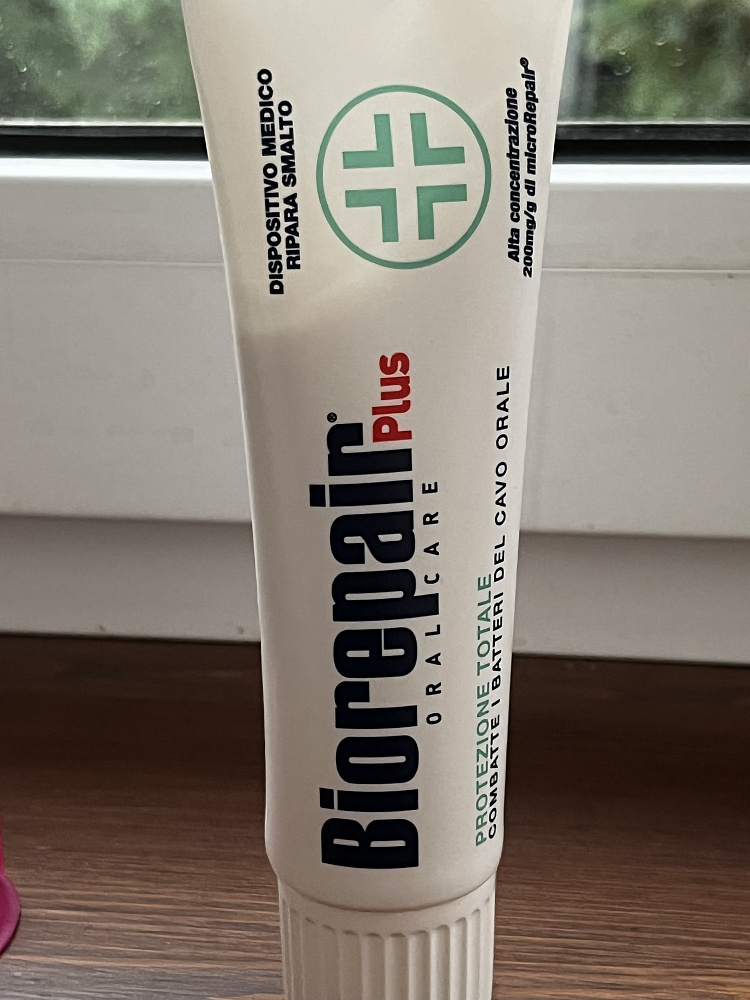 DISPOSITIVO MEDICO
RIPARA SMALTO
Biorepair®
Plus
ORAL CARE
PROTEZIONE TOTALE
COMBATTE I BATTERI DEL CAVO ORALE
Alta concentrazione
200mg/g di microRepair®